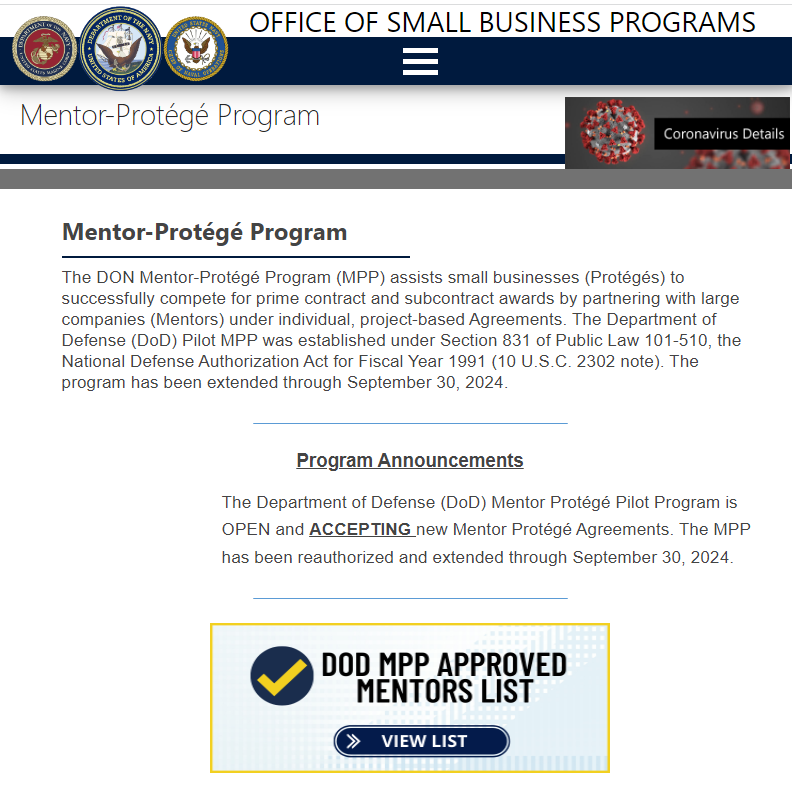 OFFICE OF SMALL BUSINESS PROGRAMS
Mentor-Protégé Program
Coronavirus Details
Mentor-Protégé Program
The DON Mentor-Protégé Program (MPP) assists small businesses (Protégés) to
successfully compete for prime contract and subcontract awards by partnering with large
companies (Mentors) under individual, project-based Agreements. The Department of
Defense (DoD) Pilot MPP was established under Section 831 of Public Law 101-510, the
National Defense Authorization Act for Fiscal Year 1991 (10 U.S.C. 2302 note). The
program has been extended through September 30, 2024.
Program Announcements
The Department of Defense (DoD) Mentor Protégé Pilot Program is
OPEN and ACCEPTING new Mentor Protégé Agreements. The MPP
has been reauthorized and extended through September 30, 2024.
DOD MPP APPROVED
MENTORS LIST
VIEW LIST